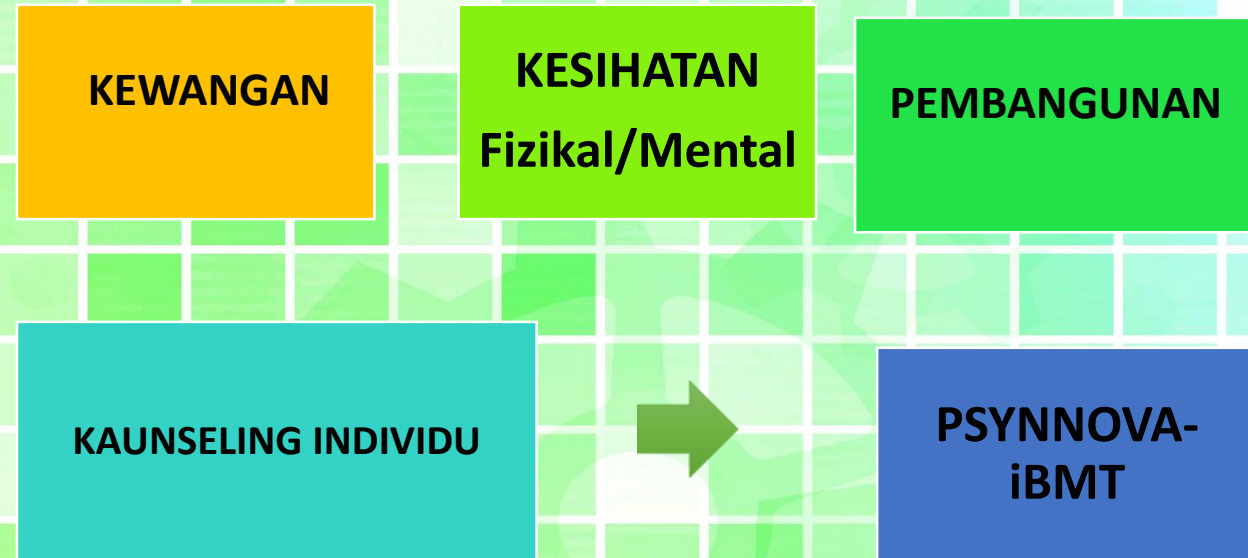 KEWANGAN
KESIHATAN
Fizikal/Mental
PEMBANGUNAN
KAUNSELING INDIVIDU
PSYNNOVA-
iBMT